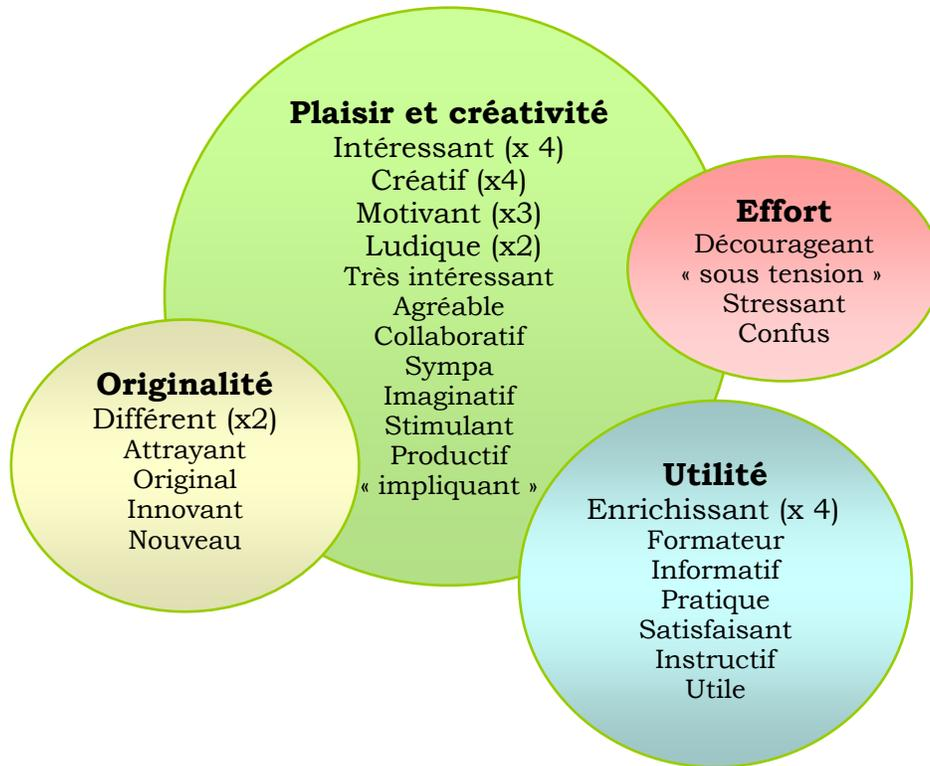 Plaisir et créativité
Intéressant (x 4)
Créatif (x4)
Motivant (x3)
Ludique (x2)
Très intéressant
Agréable
Collaboratif
Sympa
Imaginatif
Stimulant
Productif
« impliquant »
Effort
Décourageant
« sous tension »
Stressant
Confus
Originalité
Différent (x2)
Attrayant
Original
Innovant
Nouveau
Utilité
Enrichissant (x 4)
Formateur
Informatif
Pratique
Satisfaisant
Instructif
Utile